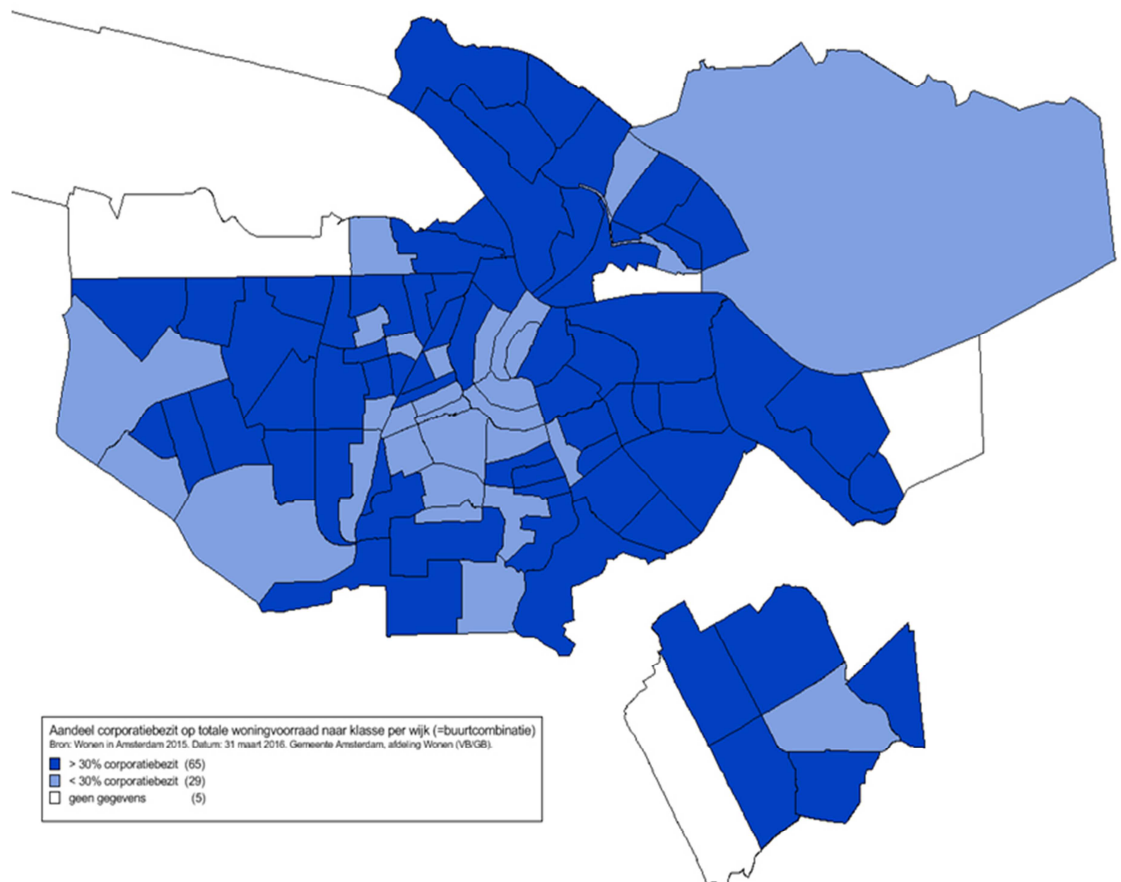 Aandeel corporatiebezit op totale woningvoorraad naar klasse per wijk (=buurtcombinatie)
Bron: Wonen in Amsterdam 2015. Datum: 31 maart 2016. Gemeente Amsterdam, afdeling Wonen (VB/GB).
> 30% corporatiebezit (65)
< 30% corporatiebezit (29)
geen gegevens (5)